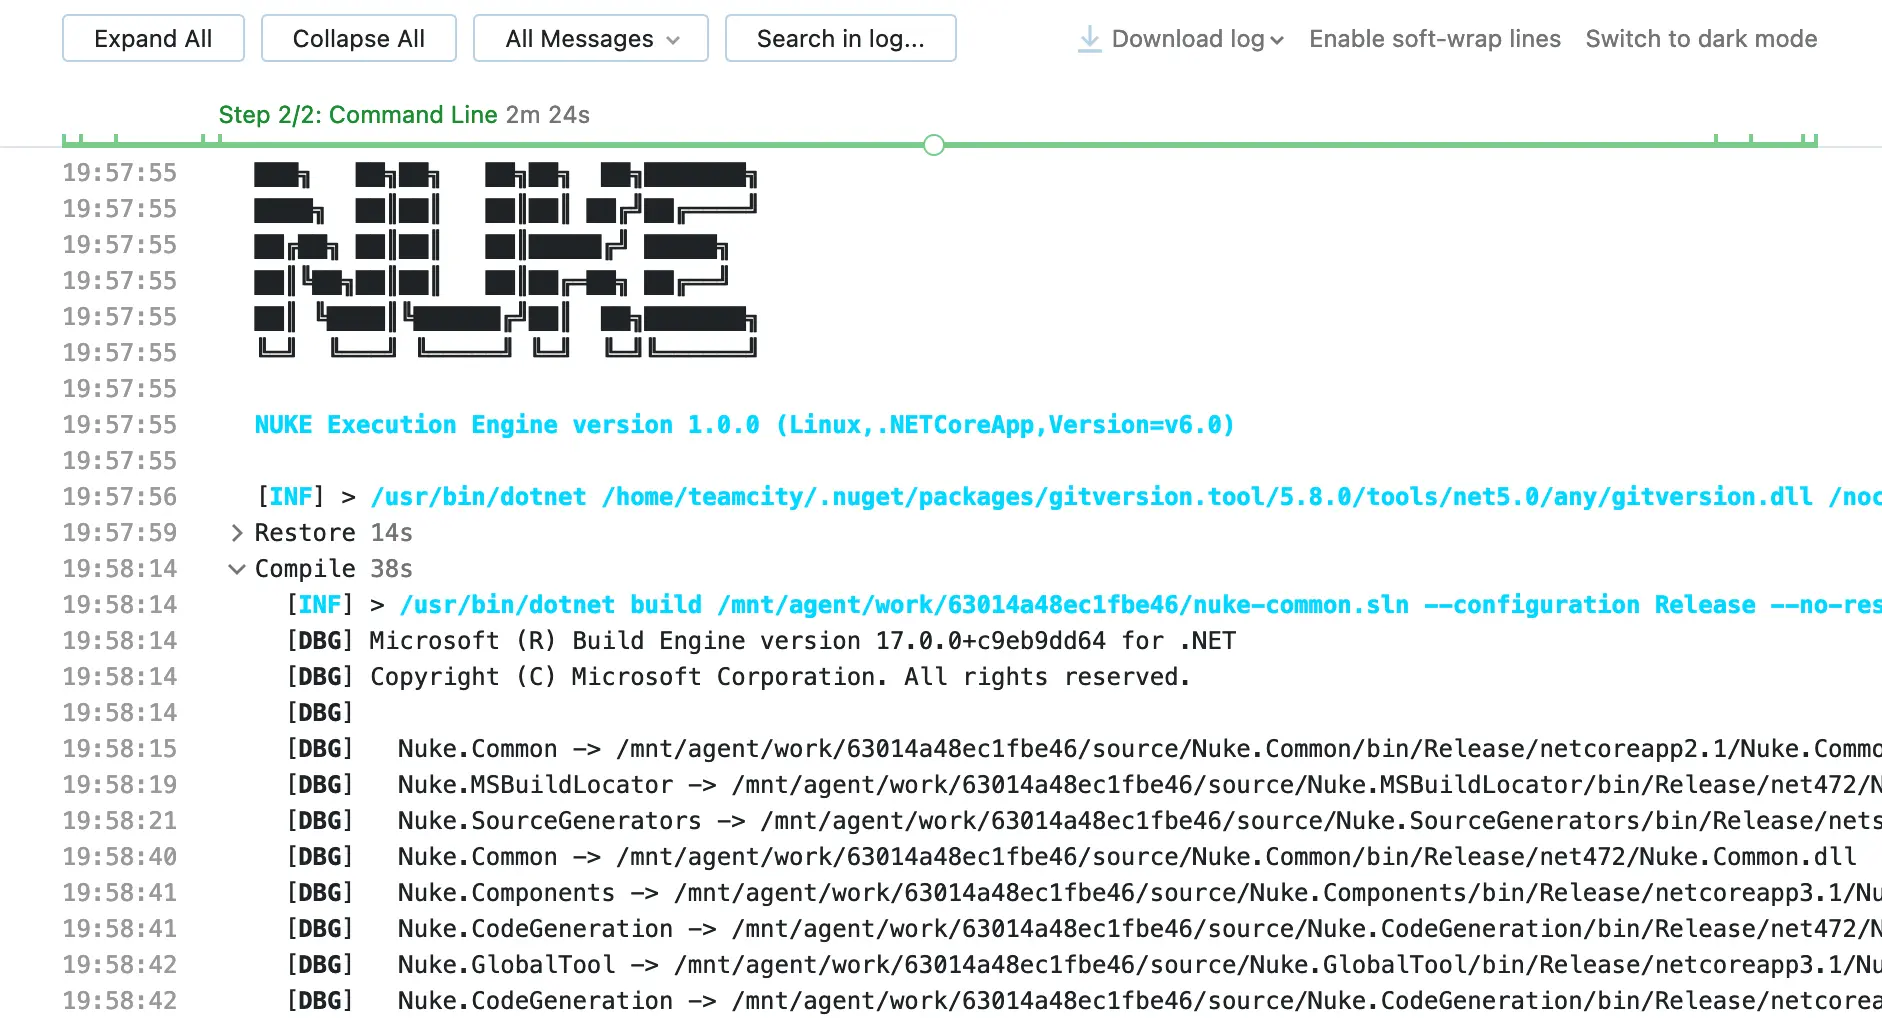 Expand All Collapse All All Messages Search in log... Download log Enable soft-wrap lines Switch to dark mode
Step 2/2: Command Line 2m 24s
19:57:55 ███╗   ██╗██╗   ██╗██╗  ██╗███████╗
19:57:55 ████╗  ██║██║   ██║██║ ██╔╝██╔════╝
19:57:55 ██╔██╗ ██║██║   ██║█████╔╝ █████╗
19:57:55 ██║╚██╗██║██║   ██║██╔═██╗ ██╔══╝
19:57:55 ██║ ╚████║╚██████╔╝██║  ██╗███████╗
19:57:55 ╚═╝  ╚═══╝ ╚═════╝ ╚═╝  ╚═╝╚══════╝
19:57:55
19:57:55 NUKE Execution Engine version 1.0.0 (Linux,.NETCoreApp,Version=v6.0)
19:57:55
19:57:56 [INF] > /usr/bin/dotnet /home/teamcity/.nuget/packages/gitversion.tool/5.8.0/tools/net5.0/any/gitversion.dll /noc
19:57:59 Restore 14s
19:58:14 Compile 38s
19:58:14 [INF] > /usr/bin/dotnet build /mnt/agent/work/63014a48ec1fbe46/nuke-common.sln --configuration Release --no-res
19:58:14 [DBG] Microsoft (R) Build Engine version 17.0.0+c9eb9dd64 for .NET
19:58:14 [DBG] Copyright (C) Microsoft Corporation. All rights reserved.
19:58:14 [DBG]
19:58:15 [DBG] Nuke.Common -> /mnt/agent/work/63014a48ec1fbe46/source/Nuke.Common/bin/Release/netcoreapp2.1/Nuke.Commo
19:58:19 [DBG] Nuke.MSBuildLocator -> /mnt/agent/work/63014a48ec1fbe46/source/Nuke.MSBuildLocator/bin/Release/net472/N
19:58:21 [DBG] Nuke.SourceGenerators -> /mnt/agent/work/63014a48ec1fbe46/source/Nuke.SourceGenerators/bin/Release/nets
19:58:40 [DBG] Nuke.Common -> /mnt/agent/work/63014a48ec1fbe46/source/Nuke.Common/bin/Release/net472/Nuke.Common.dll
19:58:41 [DBG] Nuke.Components -> /mnt/agent/work/63014a48ec1fbe46/source/Nuke.Components/bin/Release/netcoreapp3.1/Nu
19:58:41 [DBG] Nuke.CodeGeneration -> /mnt/agent/work/63014a48ec1fbe46/source/Nuke.CodeGeneration/bin/Release/net472/N
19:58:42 [DBG] Nuke.GlobalTool -> /mnt/agent/work/63014a48ec1fbe46/source/Nuke.GlobalTool/bin/Release/netcoreapp3.1/Nu
19:58:42 [DBG] Nuke.CodeGeneration -> /mnt/agent/work/63014a48ec1fbe46/source/Nuke.CodeGeneration/bin/Release/netcorea